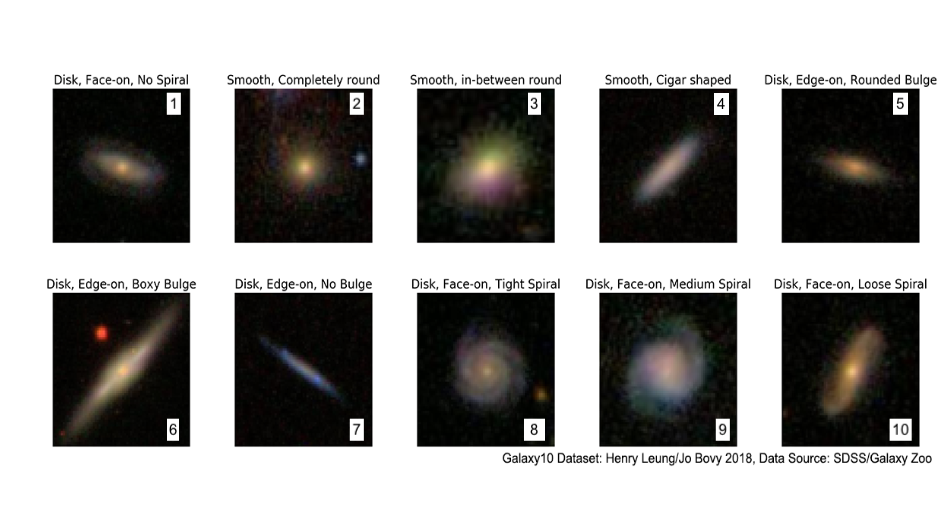 Disk, Face-on, No Spiral
Smooth, Completely round
Smooth, in-between round
Smooth, Cigar shaped
Disk, Edge-on, Rounded Bulge
1
2
3
4
5
Disk, Edge-on, Boxy Bulge
Disk, Edge-on, No Bulge
Disk, Face-on, Tight Spiral
Disk, Face-on, Medium Spiral
Disk, Face-on, Loose Spiral
6
7
8
9
10
Galaxy10 Dataset: Henry Leung/Jo Bovy 2018, Data Source: SDSS/Galaxy Zoo